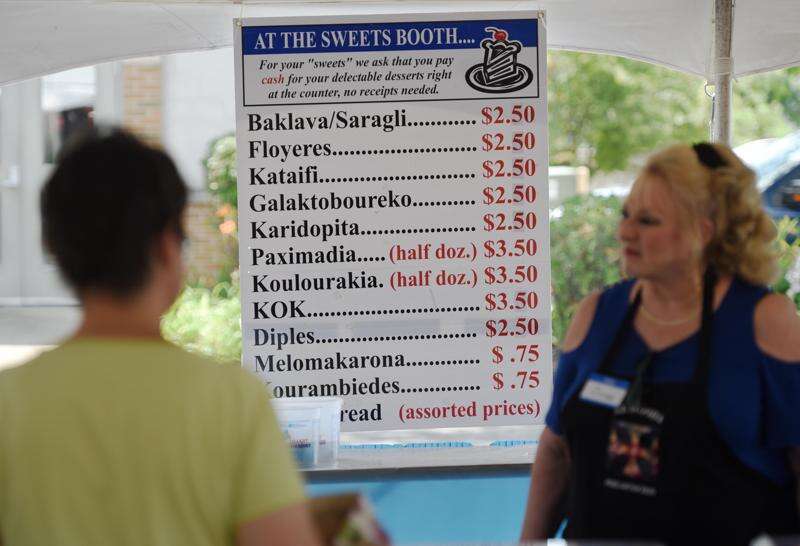 AT THE SWEETS BOOTH....
For your "sweets" we ask that you pay
cash for your delectable desserts right
at the counter, no receipts needed.
Baklava/Saragli............ $2.50
Floyeres......................... $2.50
Kataifi........................... $2.50
Galaktoboureko........... $2.50
Karidopita..................... $2.50
Paximadia..... (half doz.) $3.50
Koulourakia. (half doz.) $3.50
KOK.............................. $3.50
Diples............................. $2.50
Melomakarona............. $ .75
Kourambiedes.............. $ .75
read (assorted prices)